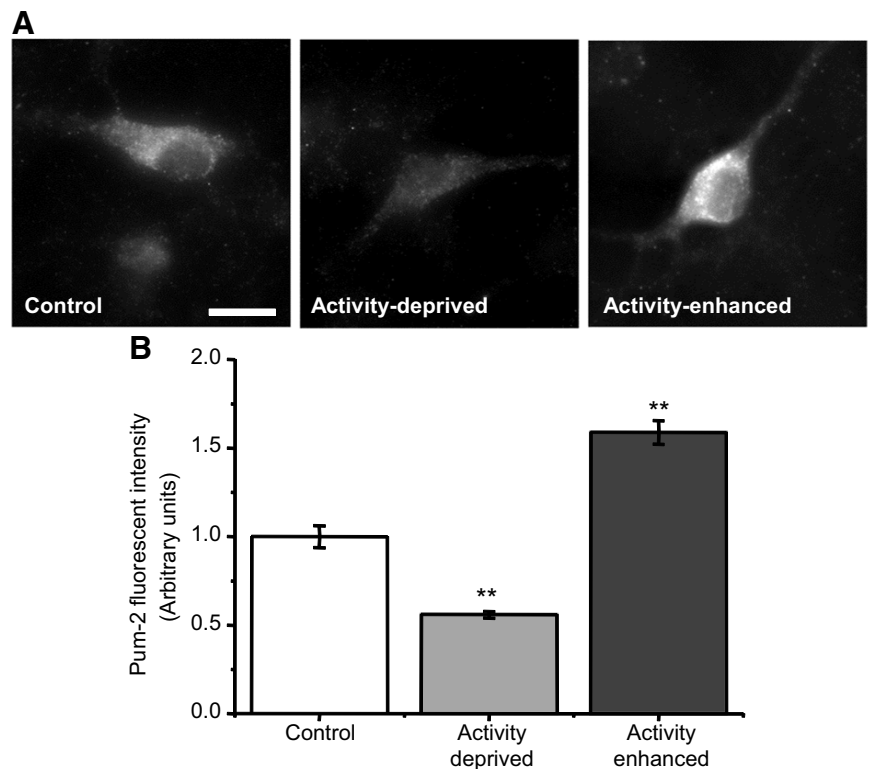 A
Control
Activity-deprived
Activity-enhanced
B
Pum-2 fluorescent intensity
(Arbitrary units)
2.0
1.5
1.0
0.5
0.0
**
**
Control
Activity
deprived
Activity
enhanced